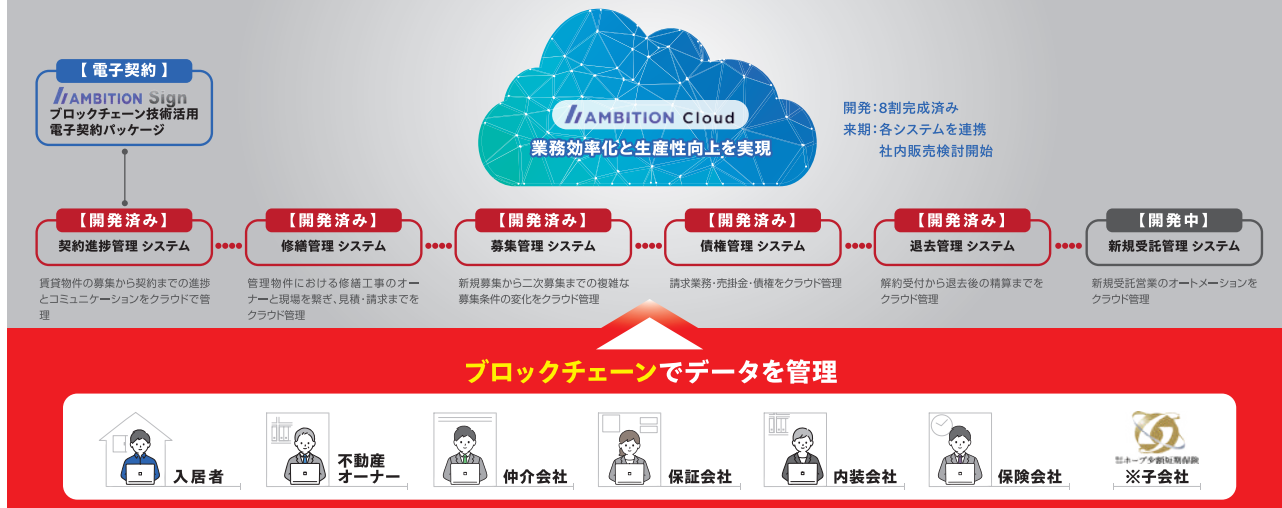 【電子契約】
AMBITION Sign
ブロックチェーン技術活用
電子契約パッケージ
AMBITION Cloud
業務効率化と生産性向上を実現
開発：8割完成済み
来期：各システムを連携
社内販売検討開始
【開発済み】
契約進捗管理 システム
賃貸物件の募集から契約までの進捗
とコミュニケーションをクラウドで管
理
【開発済み】
修繕管理 システム
管理物件における修繕工事のオー
ナーと現場を繋ぎ、見積・請求までを
クラウド管理
【開発済み】
募集管理 システム
新規募集から二次募集までの複雑な
募集条件の変化をクラウド管理
【開発済み】
債権管理 システム
請求業務・売掛金・債権をクラウド管理
【開発済み】
退去管理 システム
解約受付から退去後の精算までを
クラウド管理
【開発中】
新規受託管理 システム
新規受託営業のオートメーションを
クラウド管理
ブロックチェーンでデータを管理
入居者
不動産
オーナー
仲介会社
保証会社
内装会社
保険会社
株式会社ホープ少額短期保険
※子会社